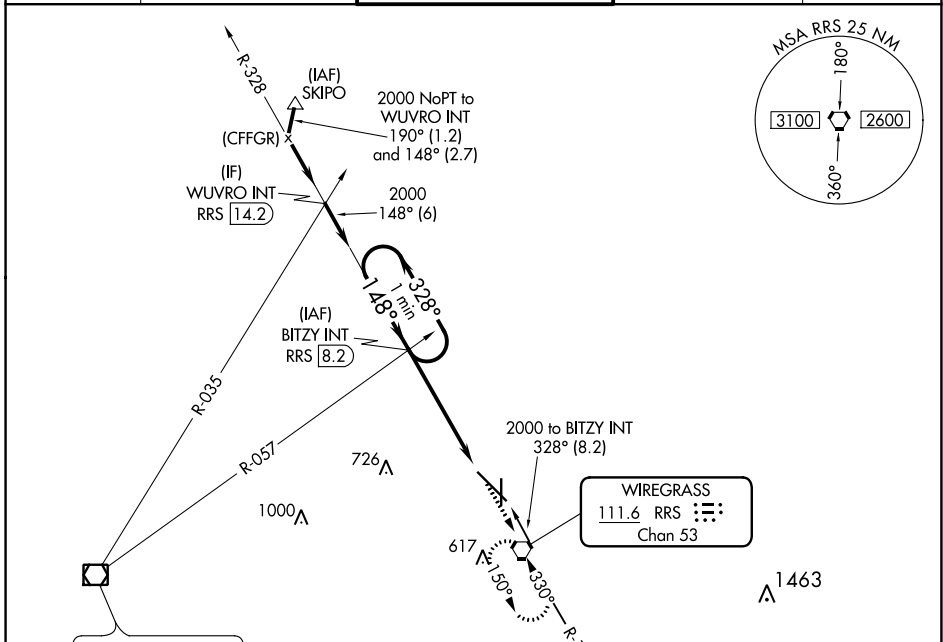 MSA RRS 25 NM
180°
3100
2600
360°
R-328
(IAF)
SKIPO
2000 NoPT to
WUVRO INT
190° (1.2)
and 148° (2.7)
(CFFGR) x
(IF)
WUVRO INT
RRS 14.2
2000
148° (6)
148°
1 min
328°
(IAF)
BITZY INT
RRS 8.2
R-035
R-057
726
1000
2000 to BITZY INT
328° (8.2)
WIREGRASS
111.6 RRS
Chan 53
617
150°
330°
1463